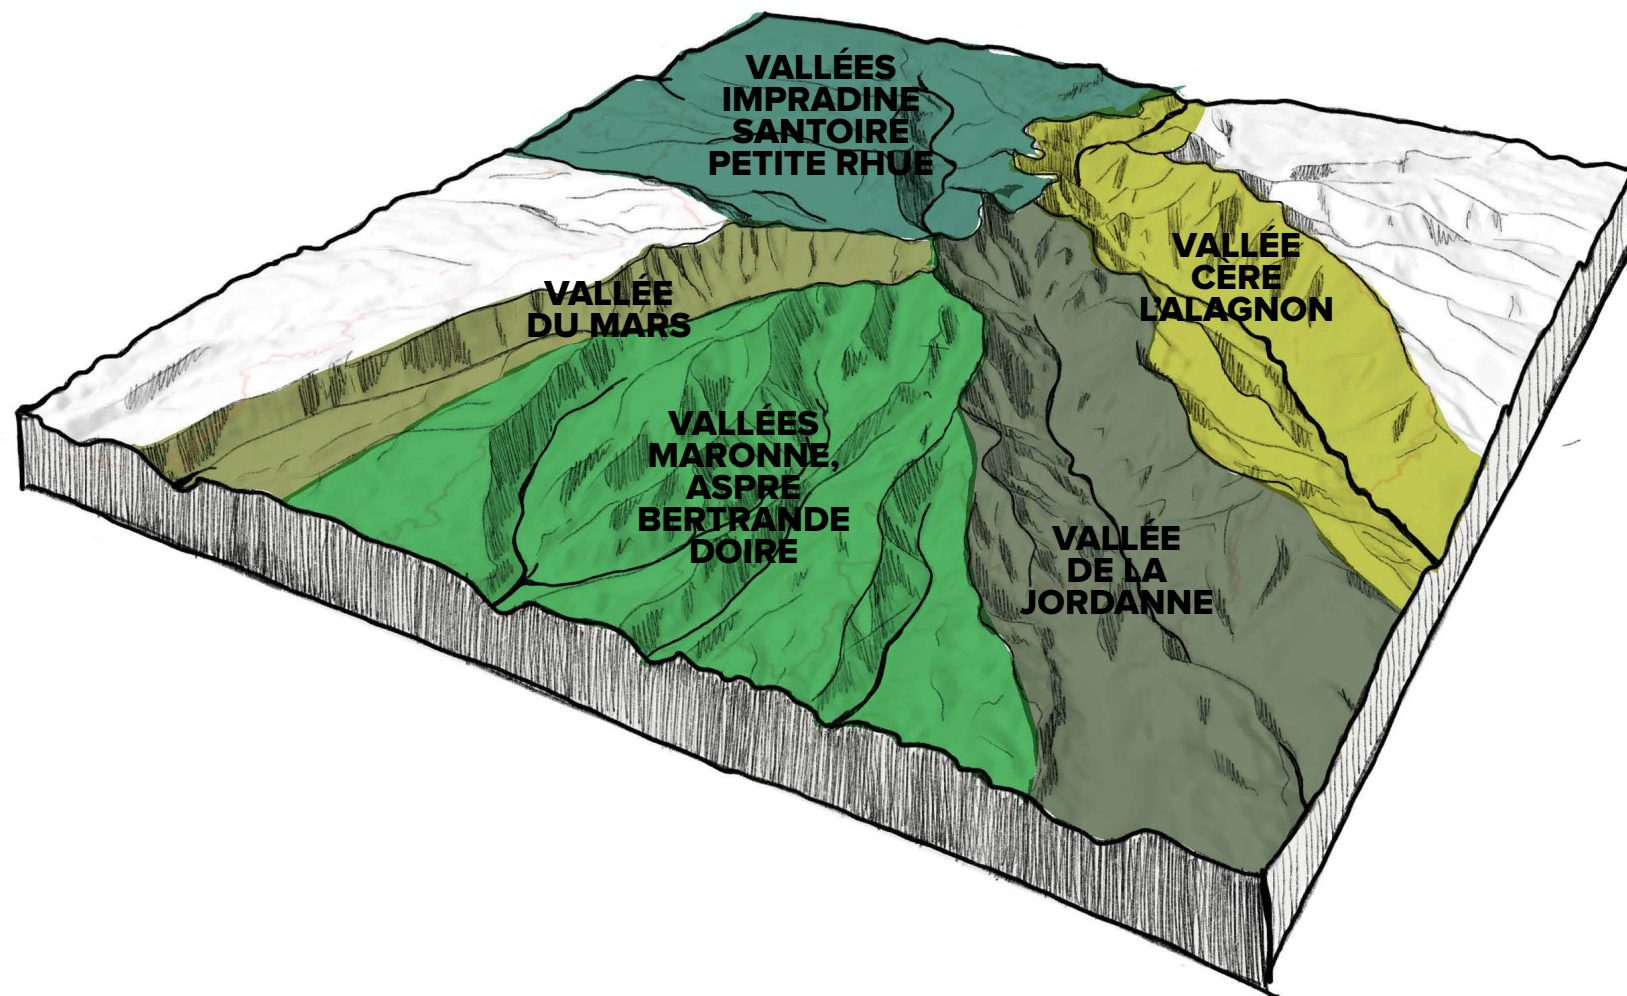 VALLÉES
IMPRADINE
SANTOIRE
PETITE RHUE
VALLÉE
CÈRE
L'ALAGNON
VALLÉE
DU MARS
VALLÉES
MARONNE,
ASPRE
BERTRANDE
DOIRE
VALLÉE
DE LA
JORDANNE